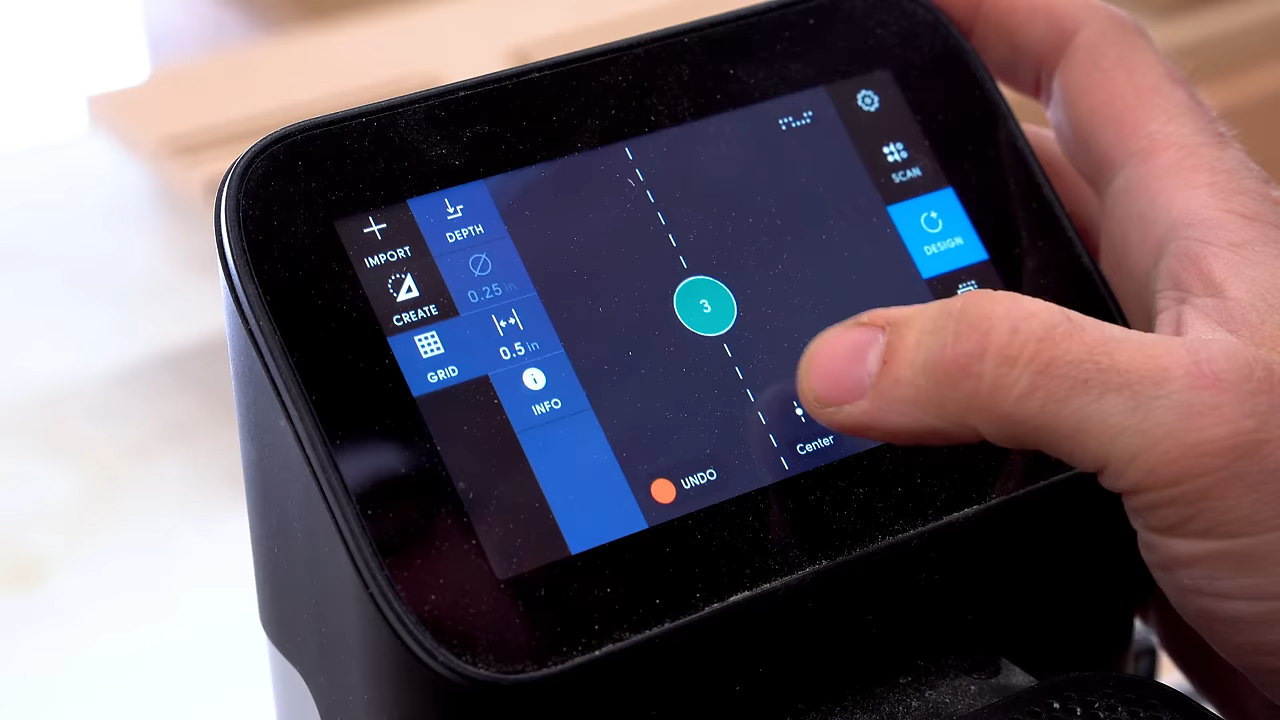 IMPORT
CREATE
GRID
DEPTH
0.25 in
0.5 in
INFO
3
UNDO
Center
SCAN
DESIGN